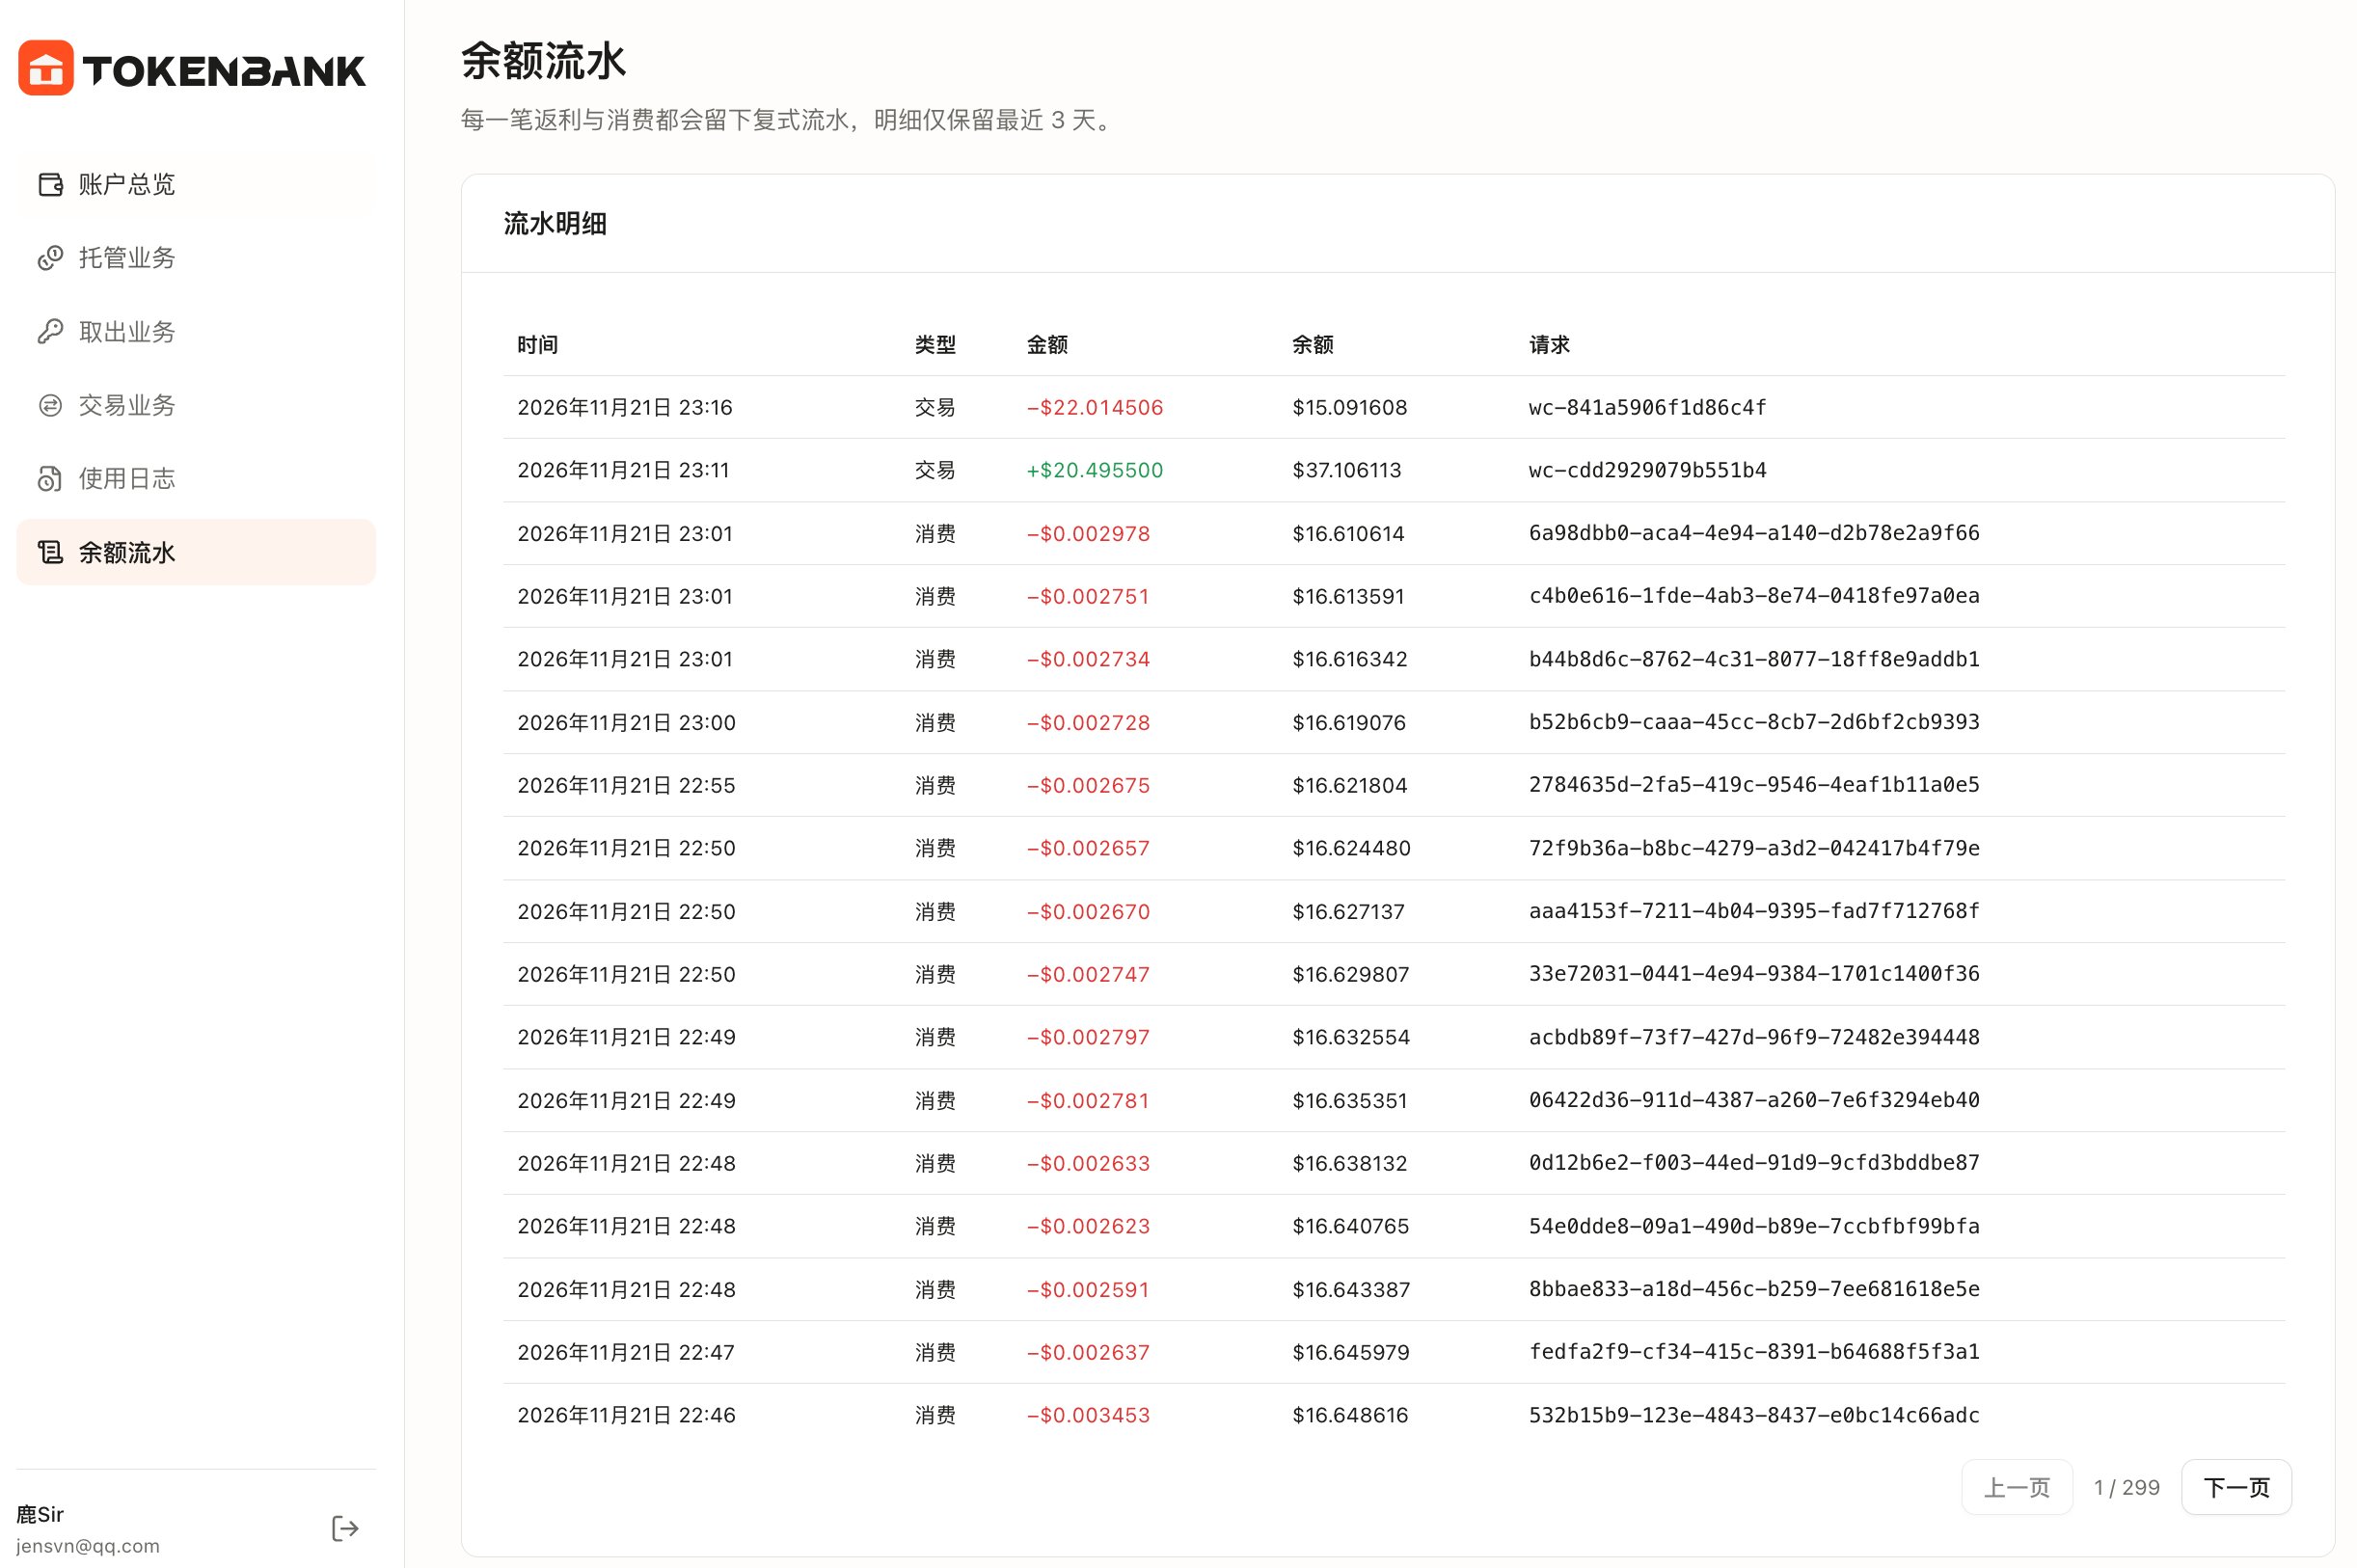 TOKENBANK
账户总览
托管业务
取出业务
交易业务
使用日志
余额流水
鹿Sir
jensvn@qq.com
余额流水
每一笔返利与消费都会留下复式流水，明细仅保留最近 3 天。
流水明细
时间 类型 金额 余额 请求
2026年11月21日 23:16 交易 −$22.014506 $15.091608 wc-841a5906f1d86c4f
2026年11月21日 23:11 交易 +$20.495500 $37.106113 wc-cdd2929079b551b4
2026年11月21日 23:01 消费 −$0.002978 $16.610614 6a98dbb0-aca4-4e94-a140-d2b78e2a9f66
2026年11月21日 23:01 消费 −$0.002751 $16.613591 c4b0e616-1fde-4ab3-8e74-0418fe97a0ea
2026年11月21日 23:01 消费 −$0.002734 $16.616342 b44b8d6c-8762-4c31-8077-18ff8e9addb1
2026年11月21日 23:00 消费 −$0.002728 $16.619076 b52b6cb9-caaa-45cc-8cb7-2d6bf2cb9393
2026年11月21日 22:55 消费 −$0.002675 $16.621804 2784635d-2fa5-419c-9546-4eaf1b11a0e5
2026年11月21日 22:50 消费 −$0.002657 $16.624480 72f9b36a-b8bc-4279-a3d2-042417b4f79e
2026年11月21日 22:50 消费 −$0.002670 $16.627137 aaa4153f-7211-4b04-9395-fad7f712768f
2026年11月21日 22:50 消费 −$0.002747 $16.629807 33e72031-0441-4e94-9384-1701c1400f36
2026年11月21日 22:49 消费 −$0.002797 $16.632554 acbdb89f-73f7-427d-96f9-72482e394448
2026年11月21日 22:49 消费 −$0.002781 $16.635351 06422d36-911d-4387-a260-7e6f3294eb40
2026年11月21日 22:48 消费 −$0.002633 $16.638132 0d12b6e2-f003-44ed-91d9-9cfd3bddbe87
2026年11月21日 22:48 消费 −$0.002623 $16.640765 54e0dde8-09a1-490d-b89e-7ccbfbf99bfa
2026年11月21日 22:48 消费 −$0.002591 $16.643387 8bbae833-a18d-456c-b259-7ee681618e5e
2026年11月21日 22:47 消费 −$0.002637 $16.645979 fedfa2f9-cf34-415c-8391-b64688f5f3a1
2026年11月21日 22:46 消费 −$0.003453 $16.648616 532b15b9-123e-4843-8437-e0bc14c66adc
上一页 1 / 299 下一页